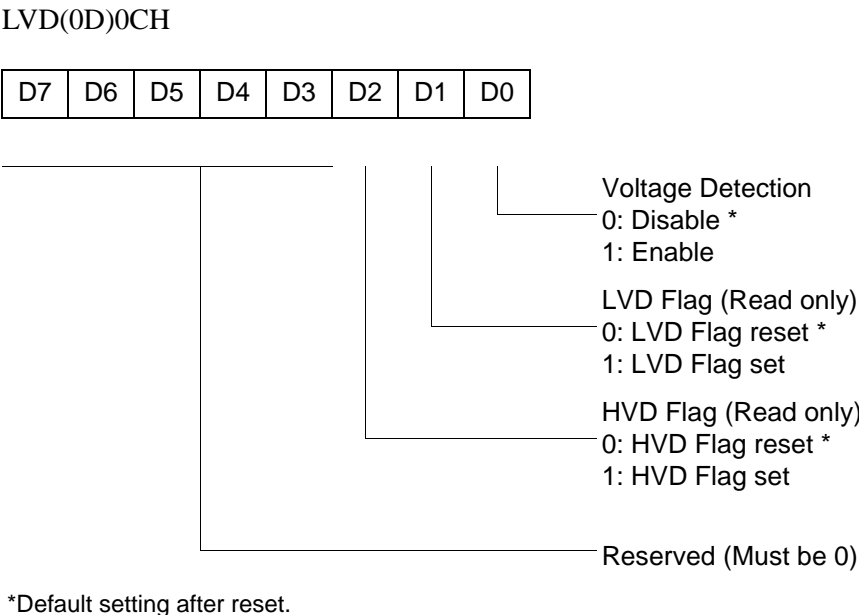 LVD(0D)0CH
D7 D6 D5 D4 D3 D2 D1 D0
Voltage Detection
0: Disable *
1: Enable
LVD Flag (Read only)
0: LVD Flag reset *
1: LVD Flag set
HVD Flag (Read only)
0: HVD Flag reset *
1: HVD Flag set
Reserved (Must be 0)
*Default setting after reset.